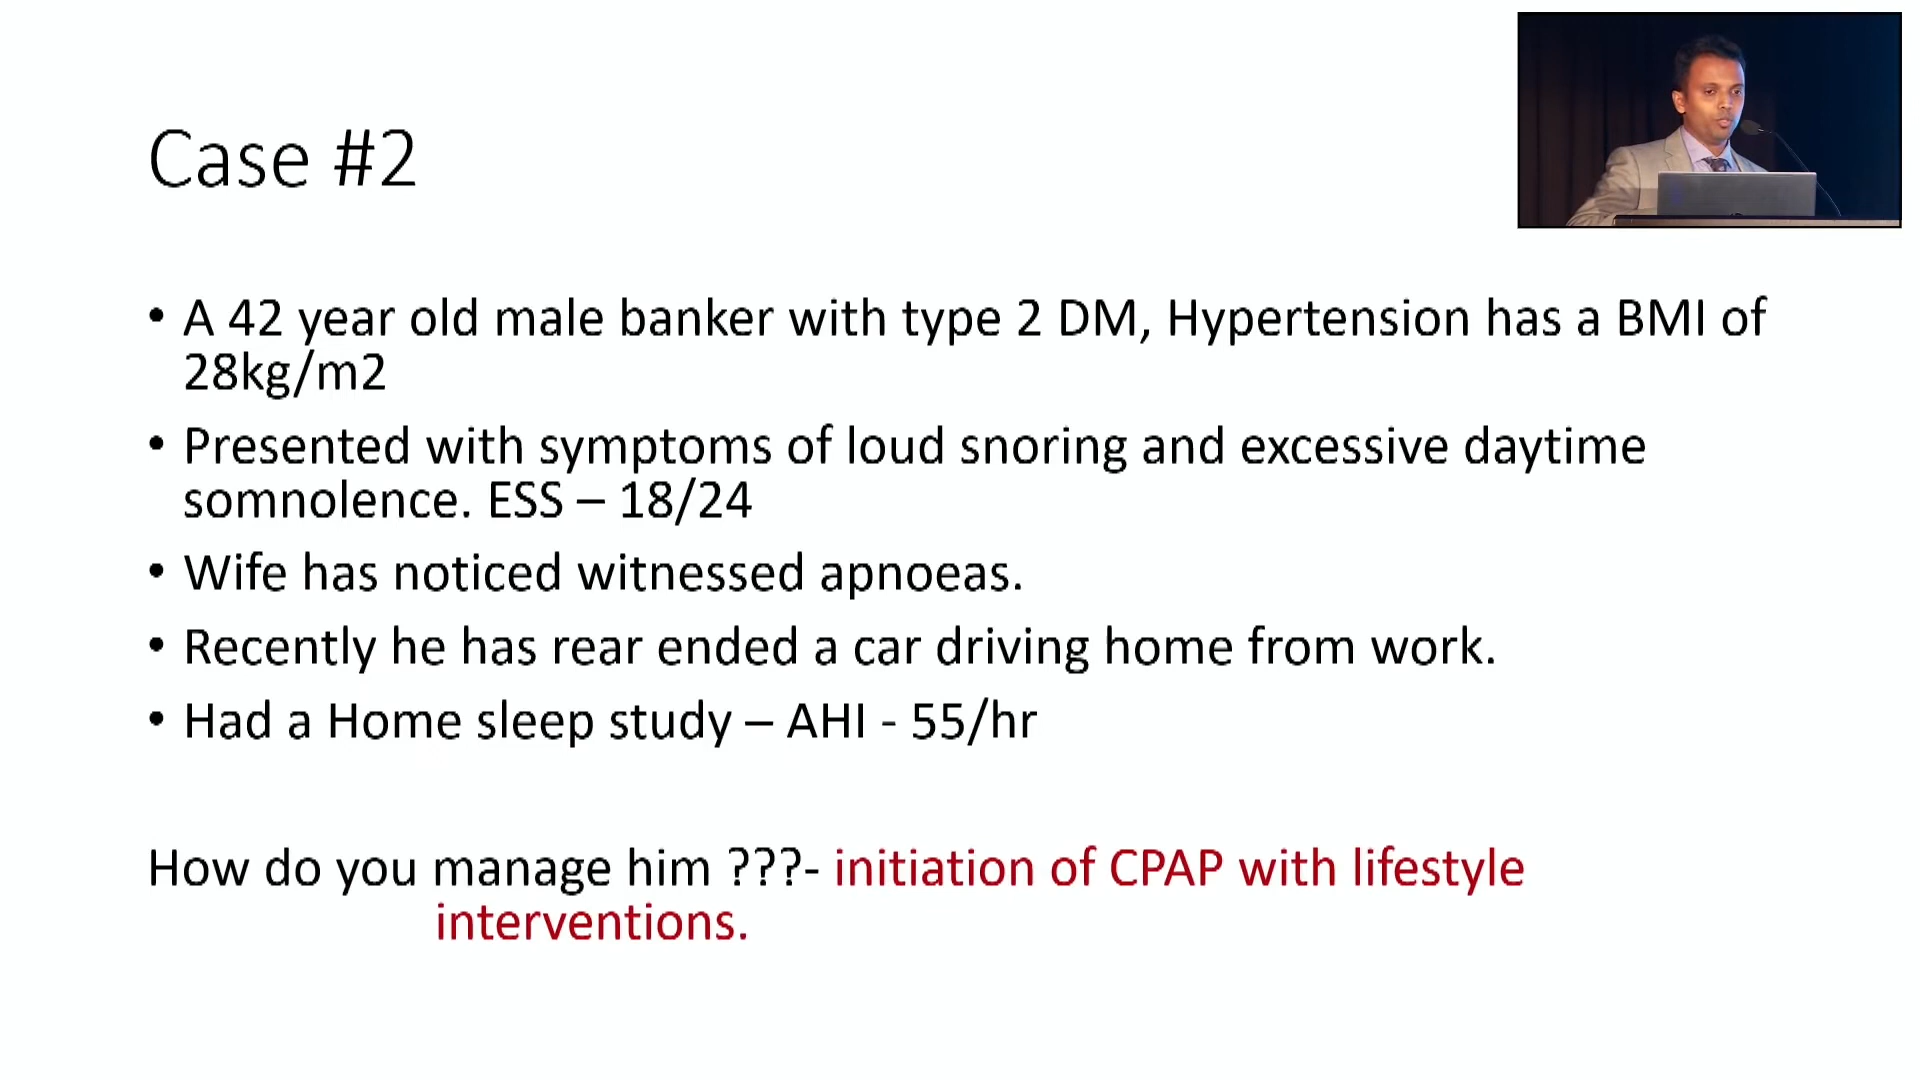 Case #2
• A 42 year old male banker with type 2 DM, Hypertension has a BMI of
28kg/m2
• Presented with symptoms of loud snoring and excessive daytime
somnolence. ESS – 18/24
• Wife has noticed witnessed apnoeas.
• Recently he has rear ended a car driving home from work.
• Had a Home sleep study – AHI - 55/hr
How do you manage him ???- initiation of CPAP with lifestyle
interventions.